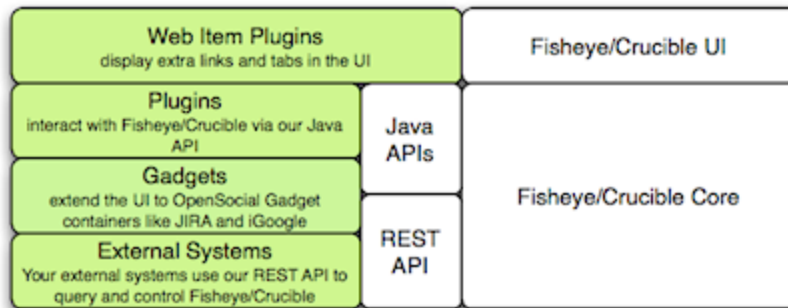 Web Item Plugins
display extra links and tabs in the UI
Fisheye/Crucible UI
Plugins
interact with Fisheye/Crucible via our Java
API
Java
APIs
Gadgets
extend the UI to OpenSocial Gadget
containers like JIRA and iGoogle
Fisheye/Crucible Core
External Systems
Your external systems use our REST API to
query and control Fisheye/Crucible
REST
API